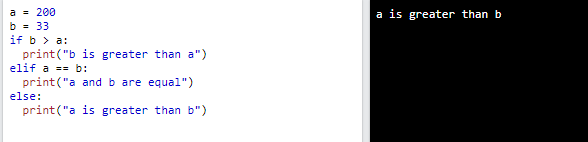 a = 200
b = 33
if b > a:
  print("b is greater than a")
elif a == b:
  print("a and b are equal")
else:
  print("a is greater than b")
a is greater than b